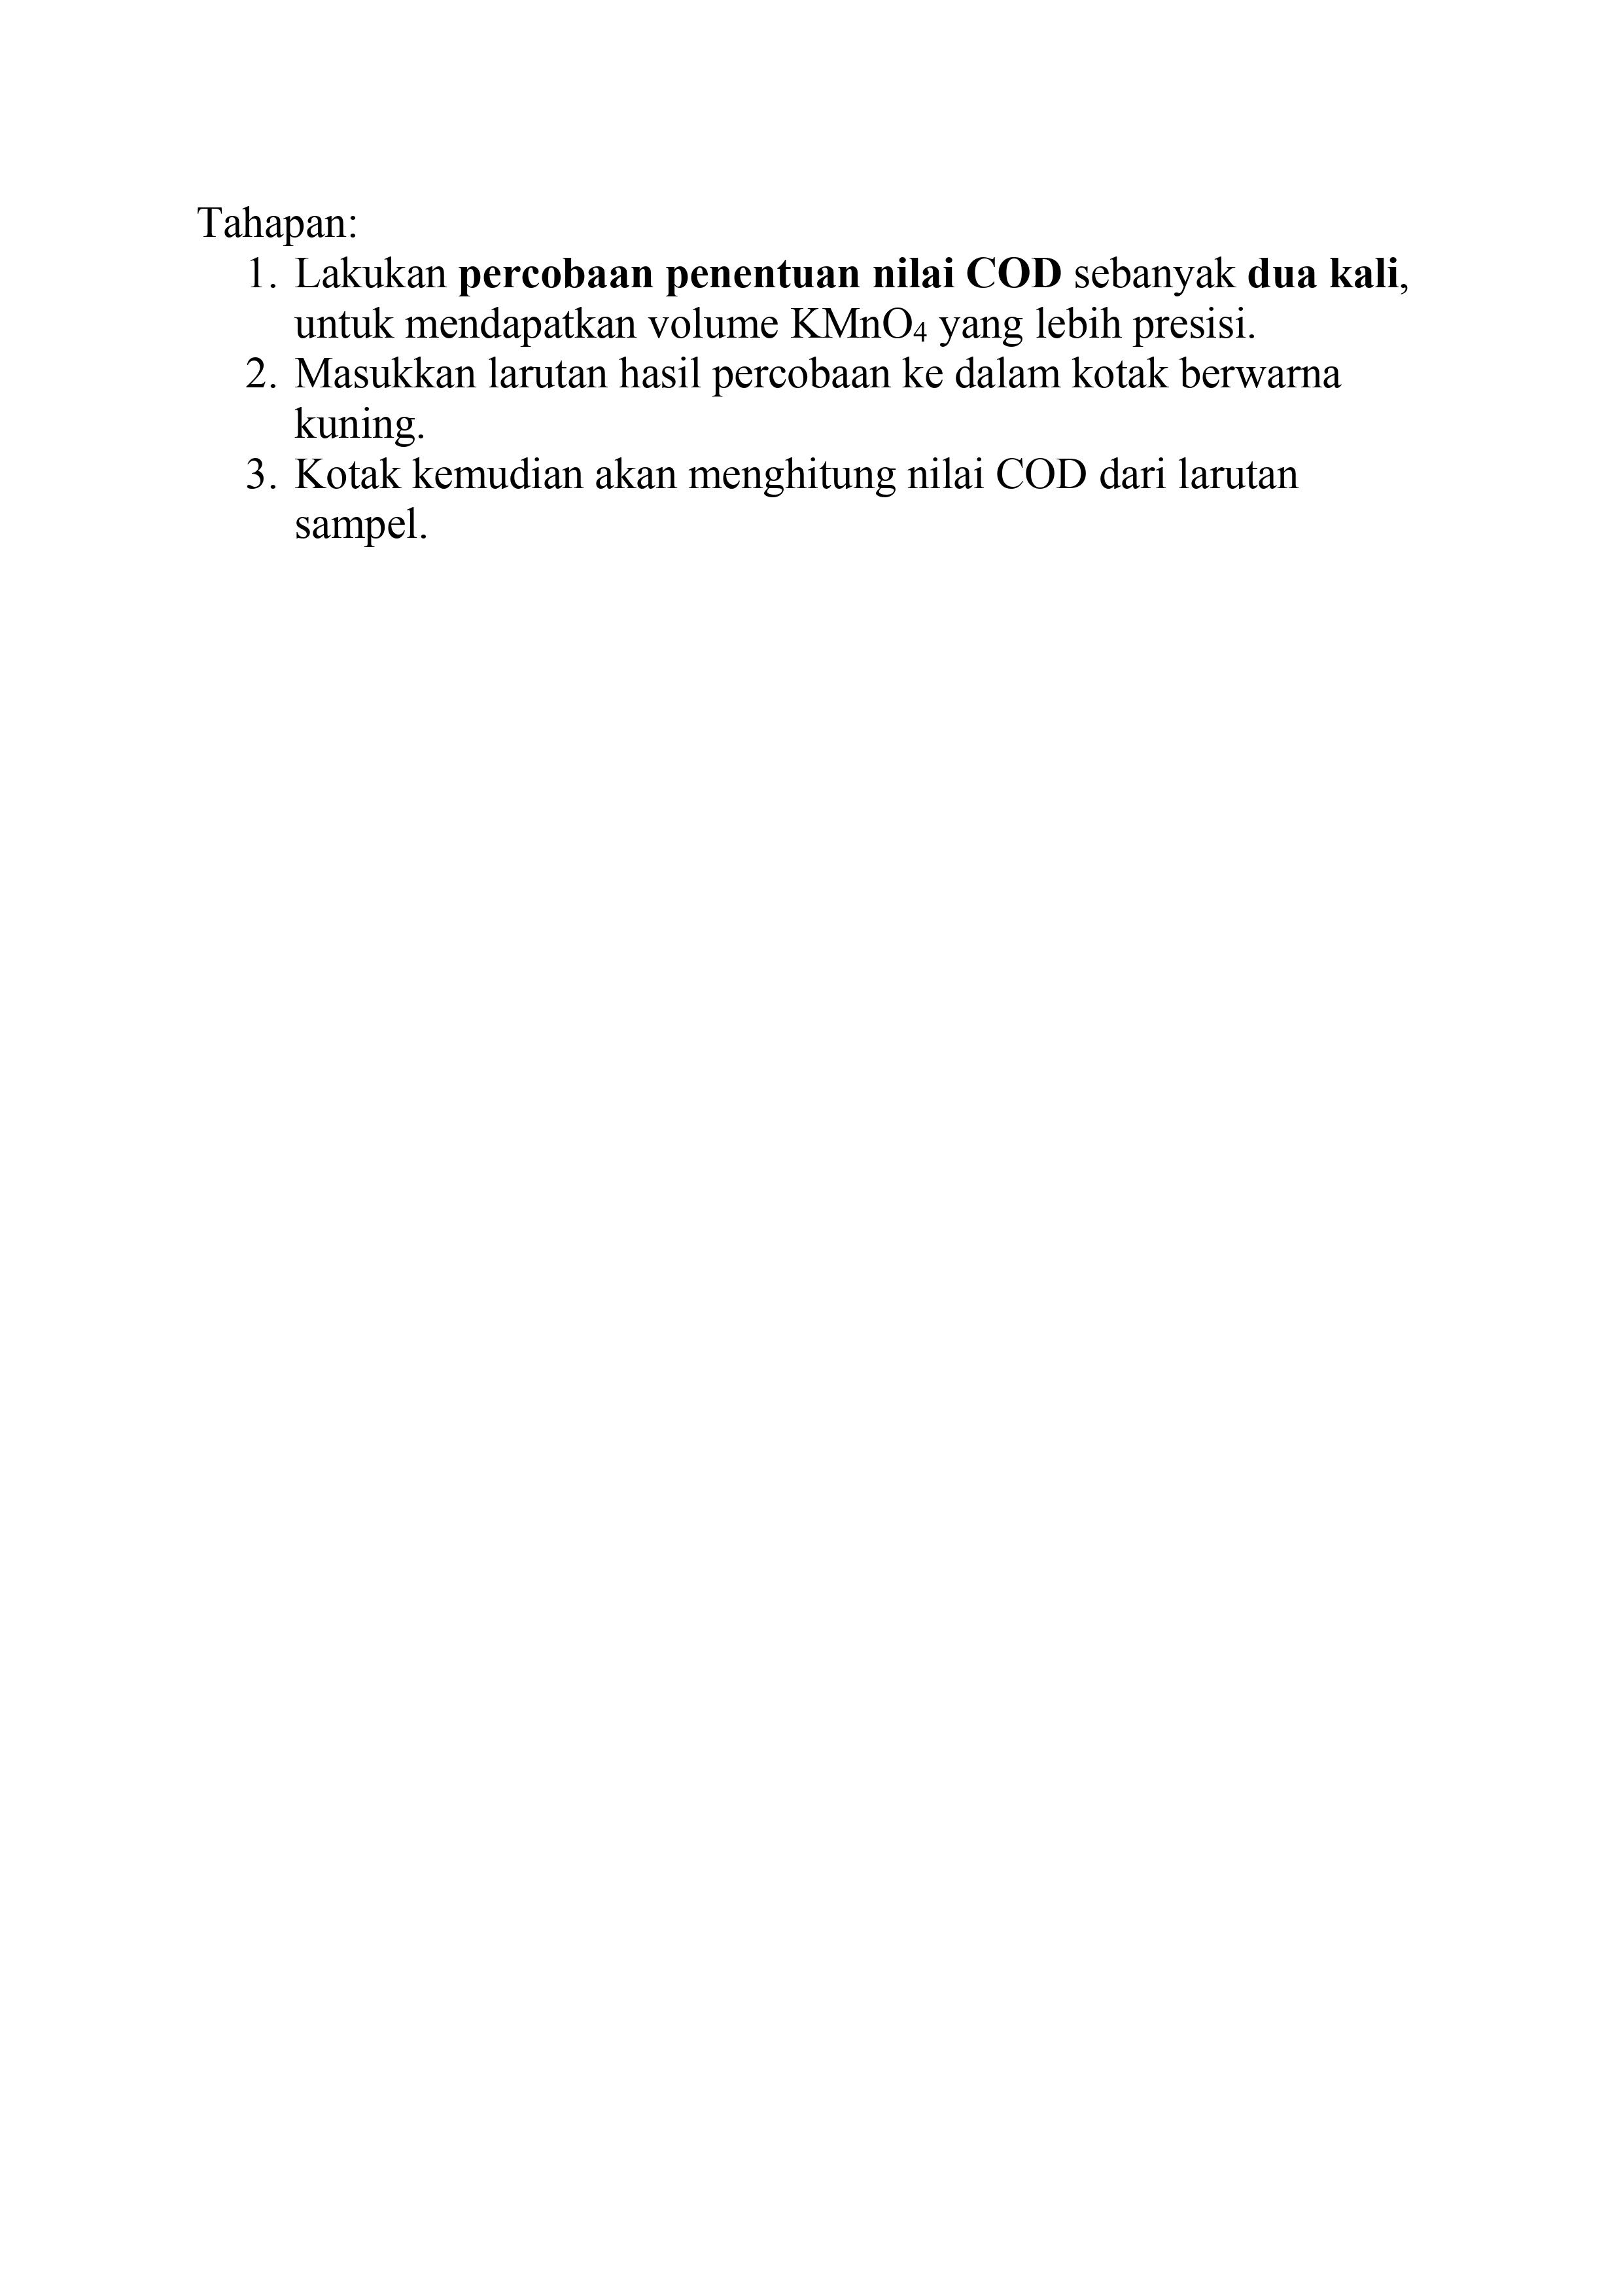 Tahapan:
1. Lakukan percobaan penentuan nilai COD sebanyak dua kali,
untuk mendapatkan volume KMnO₄ yang lebih presisi.
2. Masukkan larutan hasil percobaan ke dalam kotak berwarna
kuning.
3. Kotak kemudian akan menghitung nilai COD dari larutan
sampel.